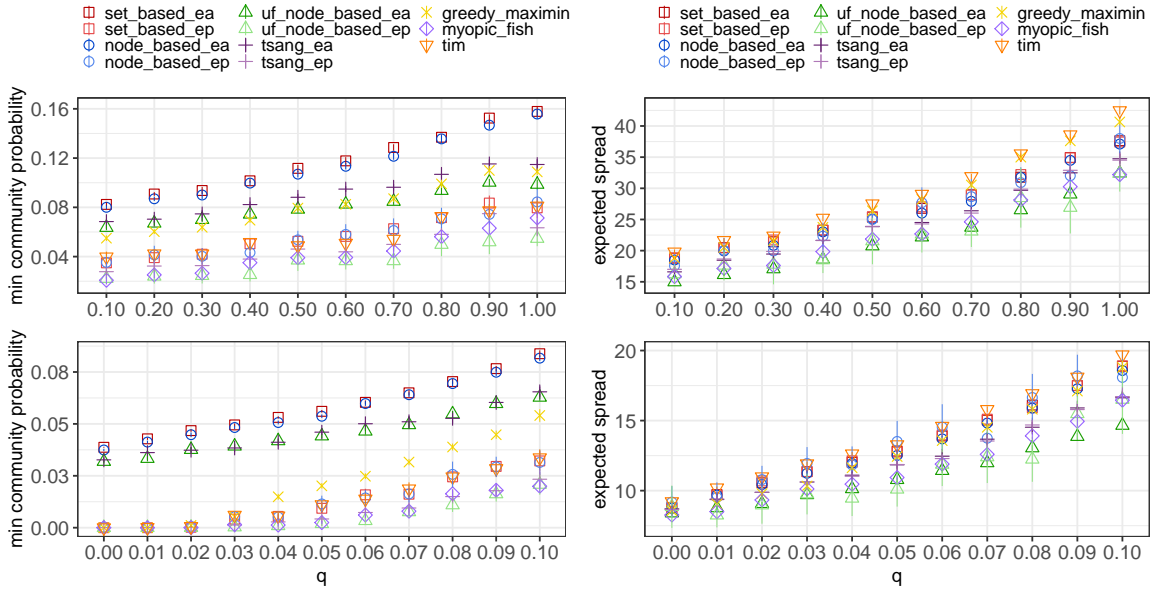 set_based_ea uf_node_based_ea greedy_maximin
set_based_ep uf_node_based_ep myopic_fish
node_based_ea tsang_ea tim
node_based_ep tsang_ep
set_based_ea uf_node_based_ea greedy_maximin
set_based_ep uf_node_based_ep myopic_fish
node_based_ea tsang_ea tim
node_based_ep tsang_ep
min community probability
0.16
0.12
0.08
0.04
0.10 0.20 0.30 0.40 0.50 0.60 0.70 0.80 0.90 1.00
expected spread
40
35
30
25
20
15
0.10 0.20 0.30 0.40 0.50 0.60 0.70 0.80 0.90 1.00
min community probability
0.08
0.05
0.03
0.00
0.00 0.01 0.02 0.03 0.04 0.05 0.06 0.07 0.08 0.09 0.10
q
expected spread
20
15
10
0.00 0.01 0.02 0.03 0.04 0.05 0.06 0.07 0.08 0.09 0.10
q